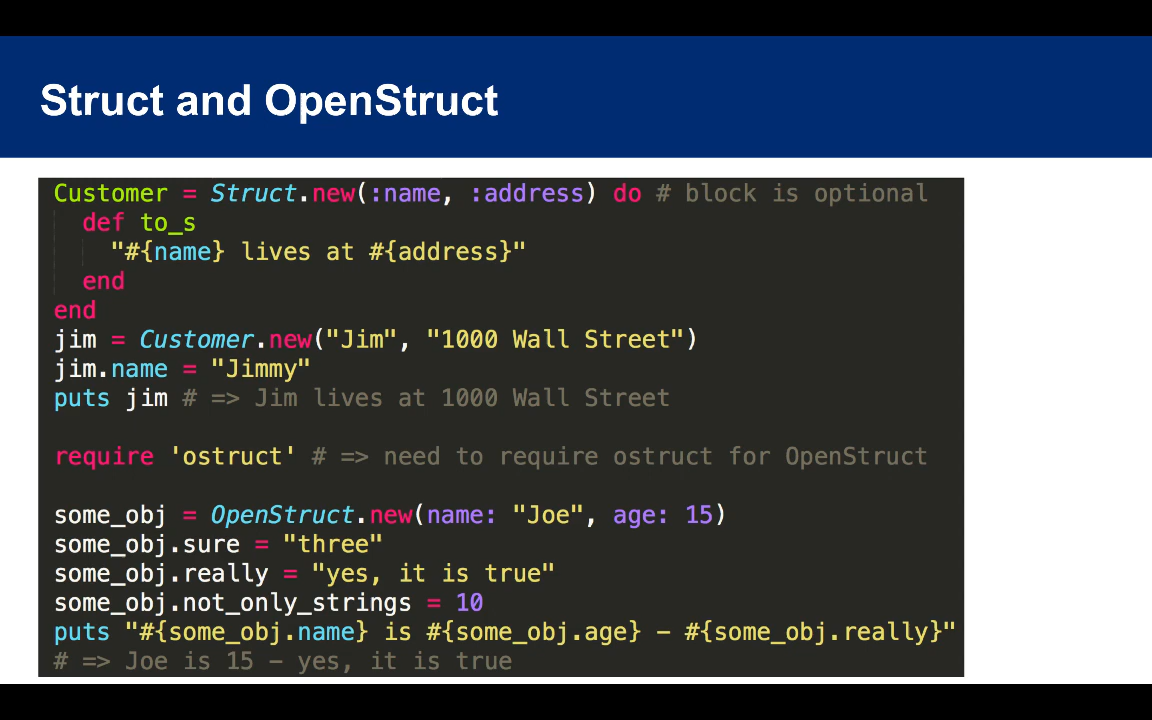 Struct and OpenStruct
Customer = Struct.new(:name, :address) do # block is optional
  def to_s
    "#{name} lives at #{address}"
  end
end
jim = Customer.new("Jim", "1000 Wall Street")
jim.name = "Jimmy"
puts jim # => Jim lives at 1000 Wall Street
require 'ostruct' # => need to require ostruct for OpenStruct
some_obj = OpenStruct.new(name: "Joe", age: 15)
some_obj.sure = "three"
some_obj.really = "yes, it is true"
some_obj.not_only_strings = 10
puts "#{some_obj.name} is #{some_obj.age} – #{some_obj.really}"
# => Joe is 15 – yes, it is true